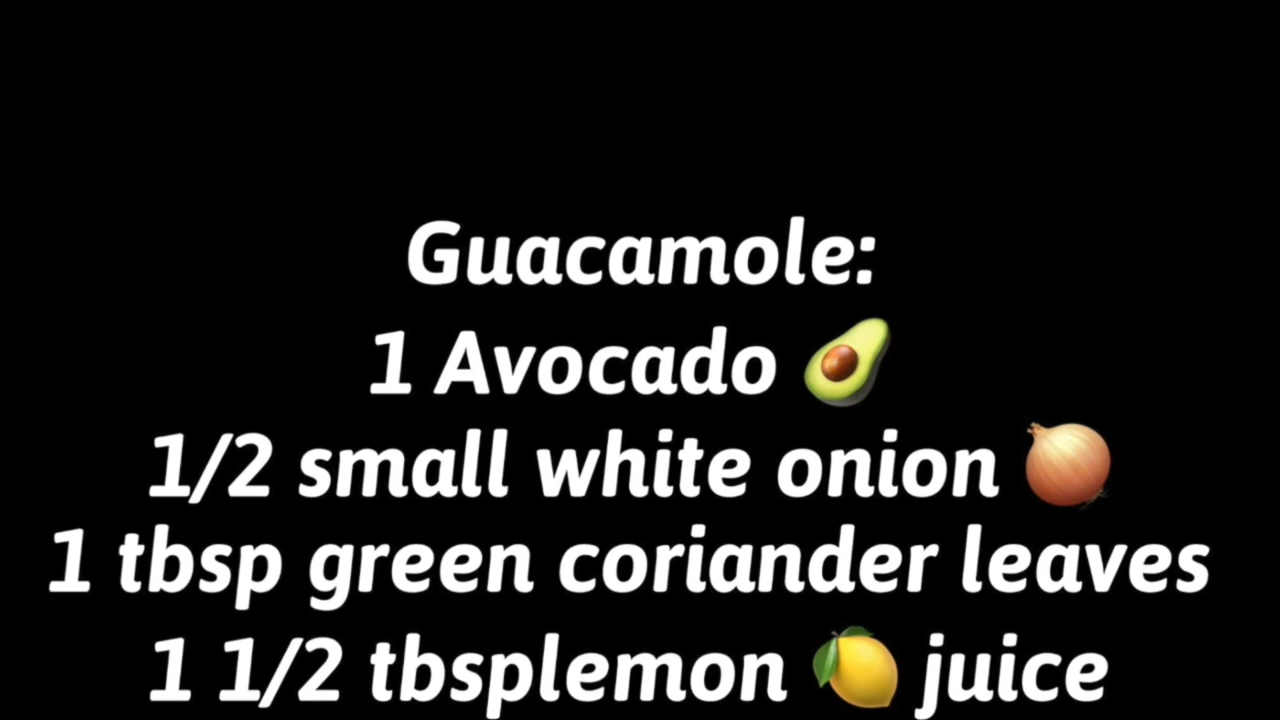 Guacamole:
1 Avocado 🥑
1/2 small white onion 🧅
1 tbsp green coriander leaves
1 1/2 tbsplemon 🍋 juice